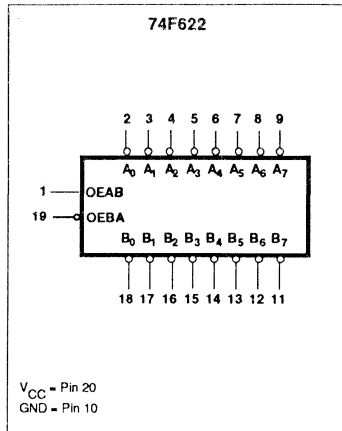 74F622
2 3 4 5 6 7 8 9
A0 A1 A2 A3 A4 A5 A6 A7
1 OEAB
19 OEBA
B0 B1 B2 B3 B4 B5 B6 B7
18 17 16 15 14 13 12 11
VCC = Pin 20
GND = Pin 10